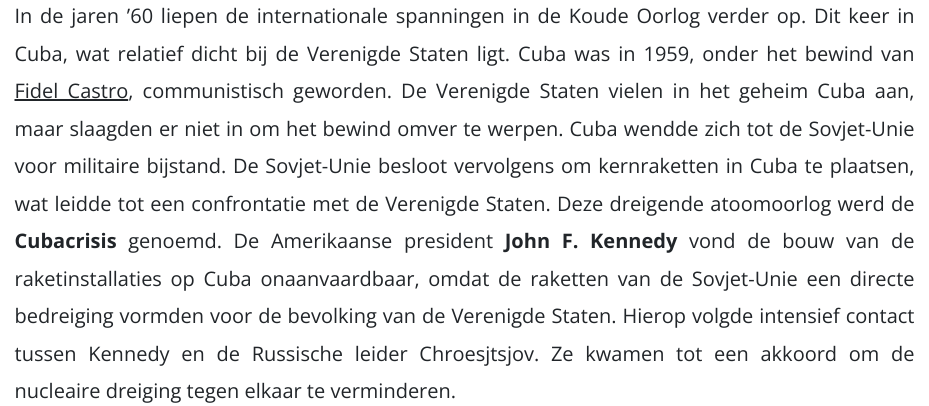 In de jaren ’60 liepen de internationale spanningen in de Koude Oorlog verder op. Dit keer in
Cuba, wat relatief dicht bij de Verenigde Staten ligt. Cuba was in 1959, onder het bewind van
Fidel Castro, communistisch geworden. De Verenigde Staten vielen in het geheim Cuba aan,
maar slaagden er niet in om het bewind omver te werpen. Cuba wendde zich tot de Sovjet-Unie
voor militaire bijstand. De Sovjet-Unie besloot vervolgens om kernraketten in Cuba te plaatsen,
wat leidde tot een confrontatie met de Verenigde Staten. Deze dreigende atoomoorlog werd de
Cubacrisis genoemd. De Amerikaanse president John F. Kennedy vond de bouw van de
raketinstallaties op Cuba onaanvaardbaar, omdat de raketten van de Sovjet-Unie een directe
bedreiging vormden voor de bevolking van de Verenigde Staten. Hierop volgde intensief contact
tussen Kennedy en de Russische leider Chroesjtsjov. Ze kwamen tot een akkoord om de
nucleaire dreiging tegen elkaar te verminderen.